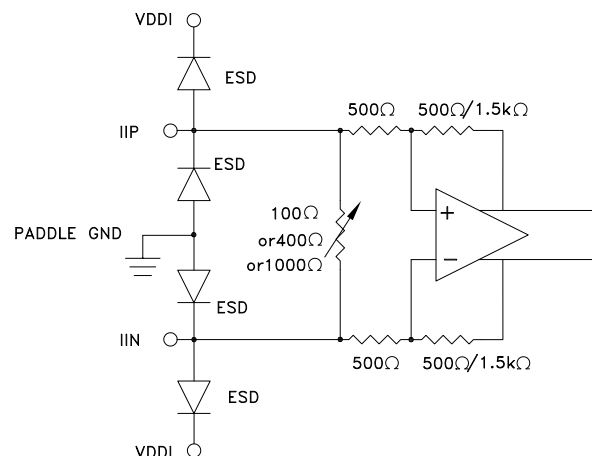 VDDI
ESD
500Ω 500Ω/1.5kΩ
IIP
ESD
100Ω
or400Ω
or1000Ω
+
−
PADDLE GND
ESD
IIN
500Ω 500Ω/1.5kΩ
ESD
VDDI